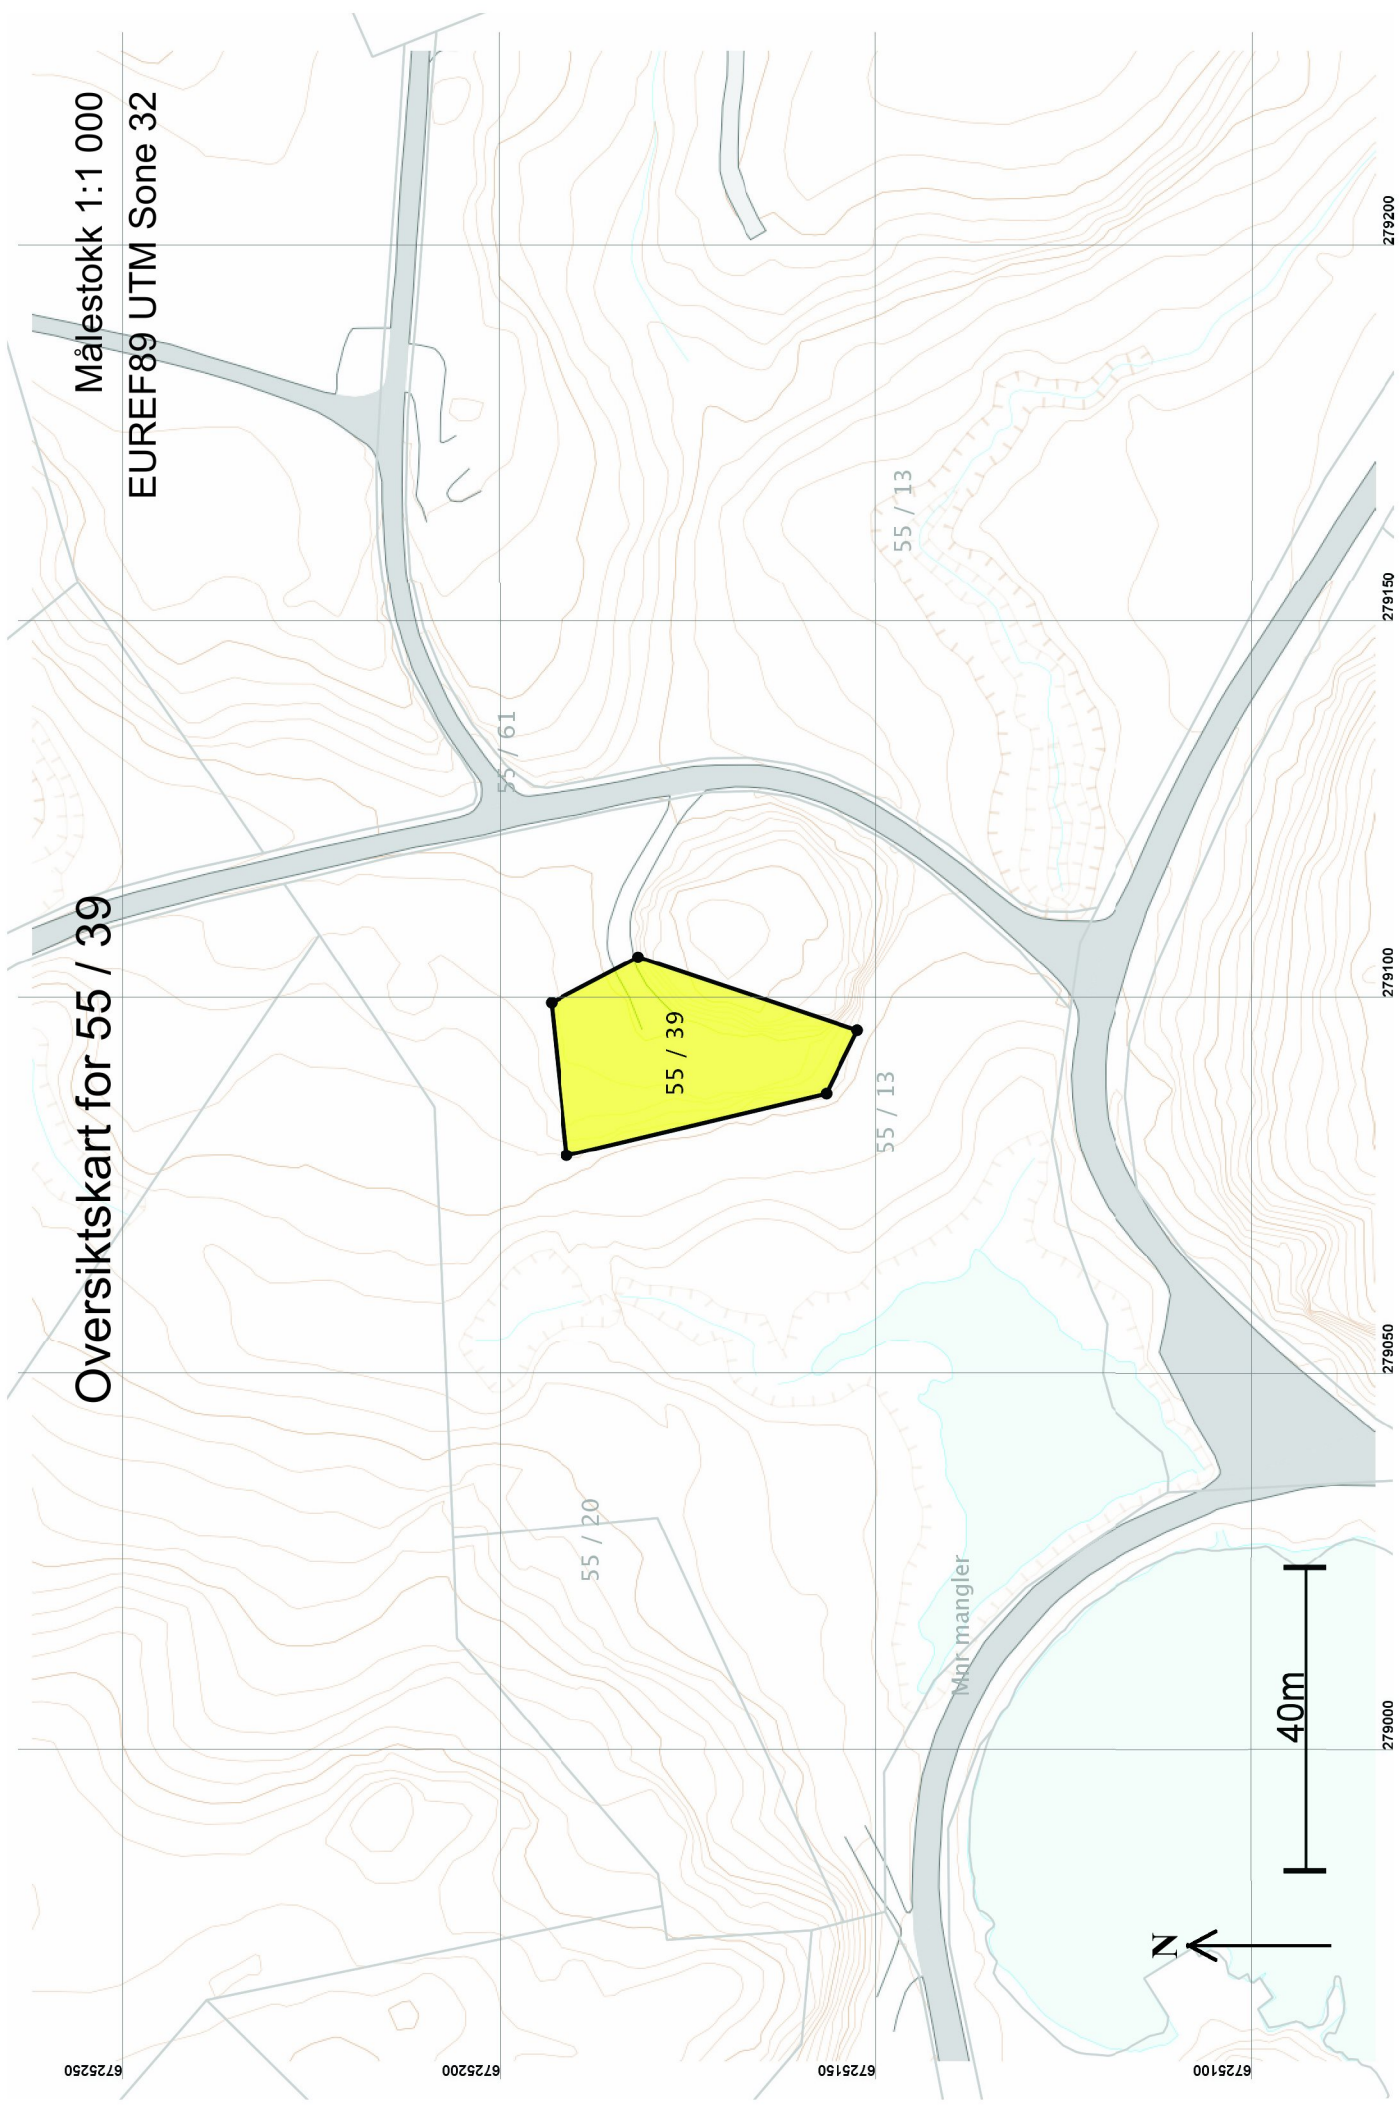 Oversiktskart for 55 / 39
Målestokk 1:1 000
EUREF89 UTM Sone 32
55 / 61
55 / 13
55 / 39
55 / 13
55 / 20
Mnr mangler
40m
N
6725250
6725200
6725150
6725100
279000
279050
279100
279150
279200